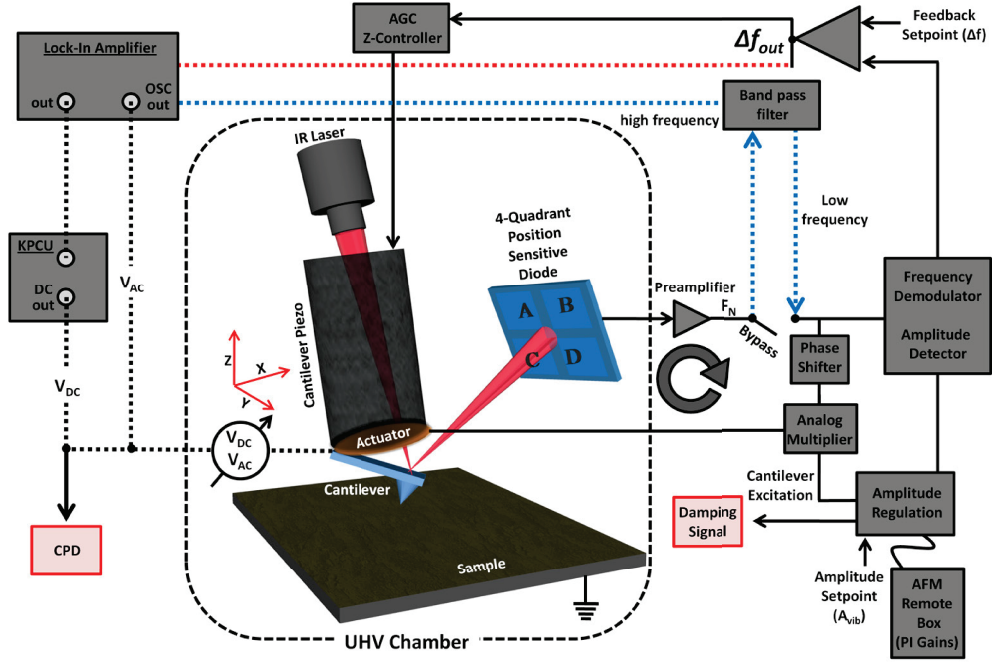 AGC
Z-Controller
Δf_out
Feedback
Setpoint (Δf)
Lock-In Amplifier
out
OSC
out
Band pass
filter
high frequency
Low
frequency
IR Laser
4-Quadrant
Position
Sensitive
Diode
A B
C D
KPCU
DC
out
V_AC
V_DC
Cantilever Piezo
Z
X
Y
Preamplifier
F_N
Bypass
Frequency
Demodulator
Amplitude
Detector
Phase
Shifter
Analog
Multiplier
Actuator
V_DC
V_AC
Cantilever
Cantilever
Excitation
Amplitude
Regulation
Damping
Signal
CPD
Sample
Amplitude
Setpoint
(A_vib)
AFM
Remote
Box
(PI Gains)
UHV Chamber